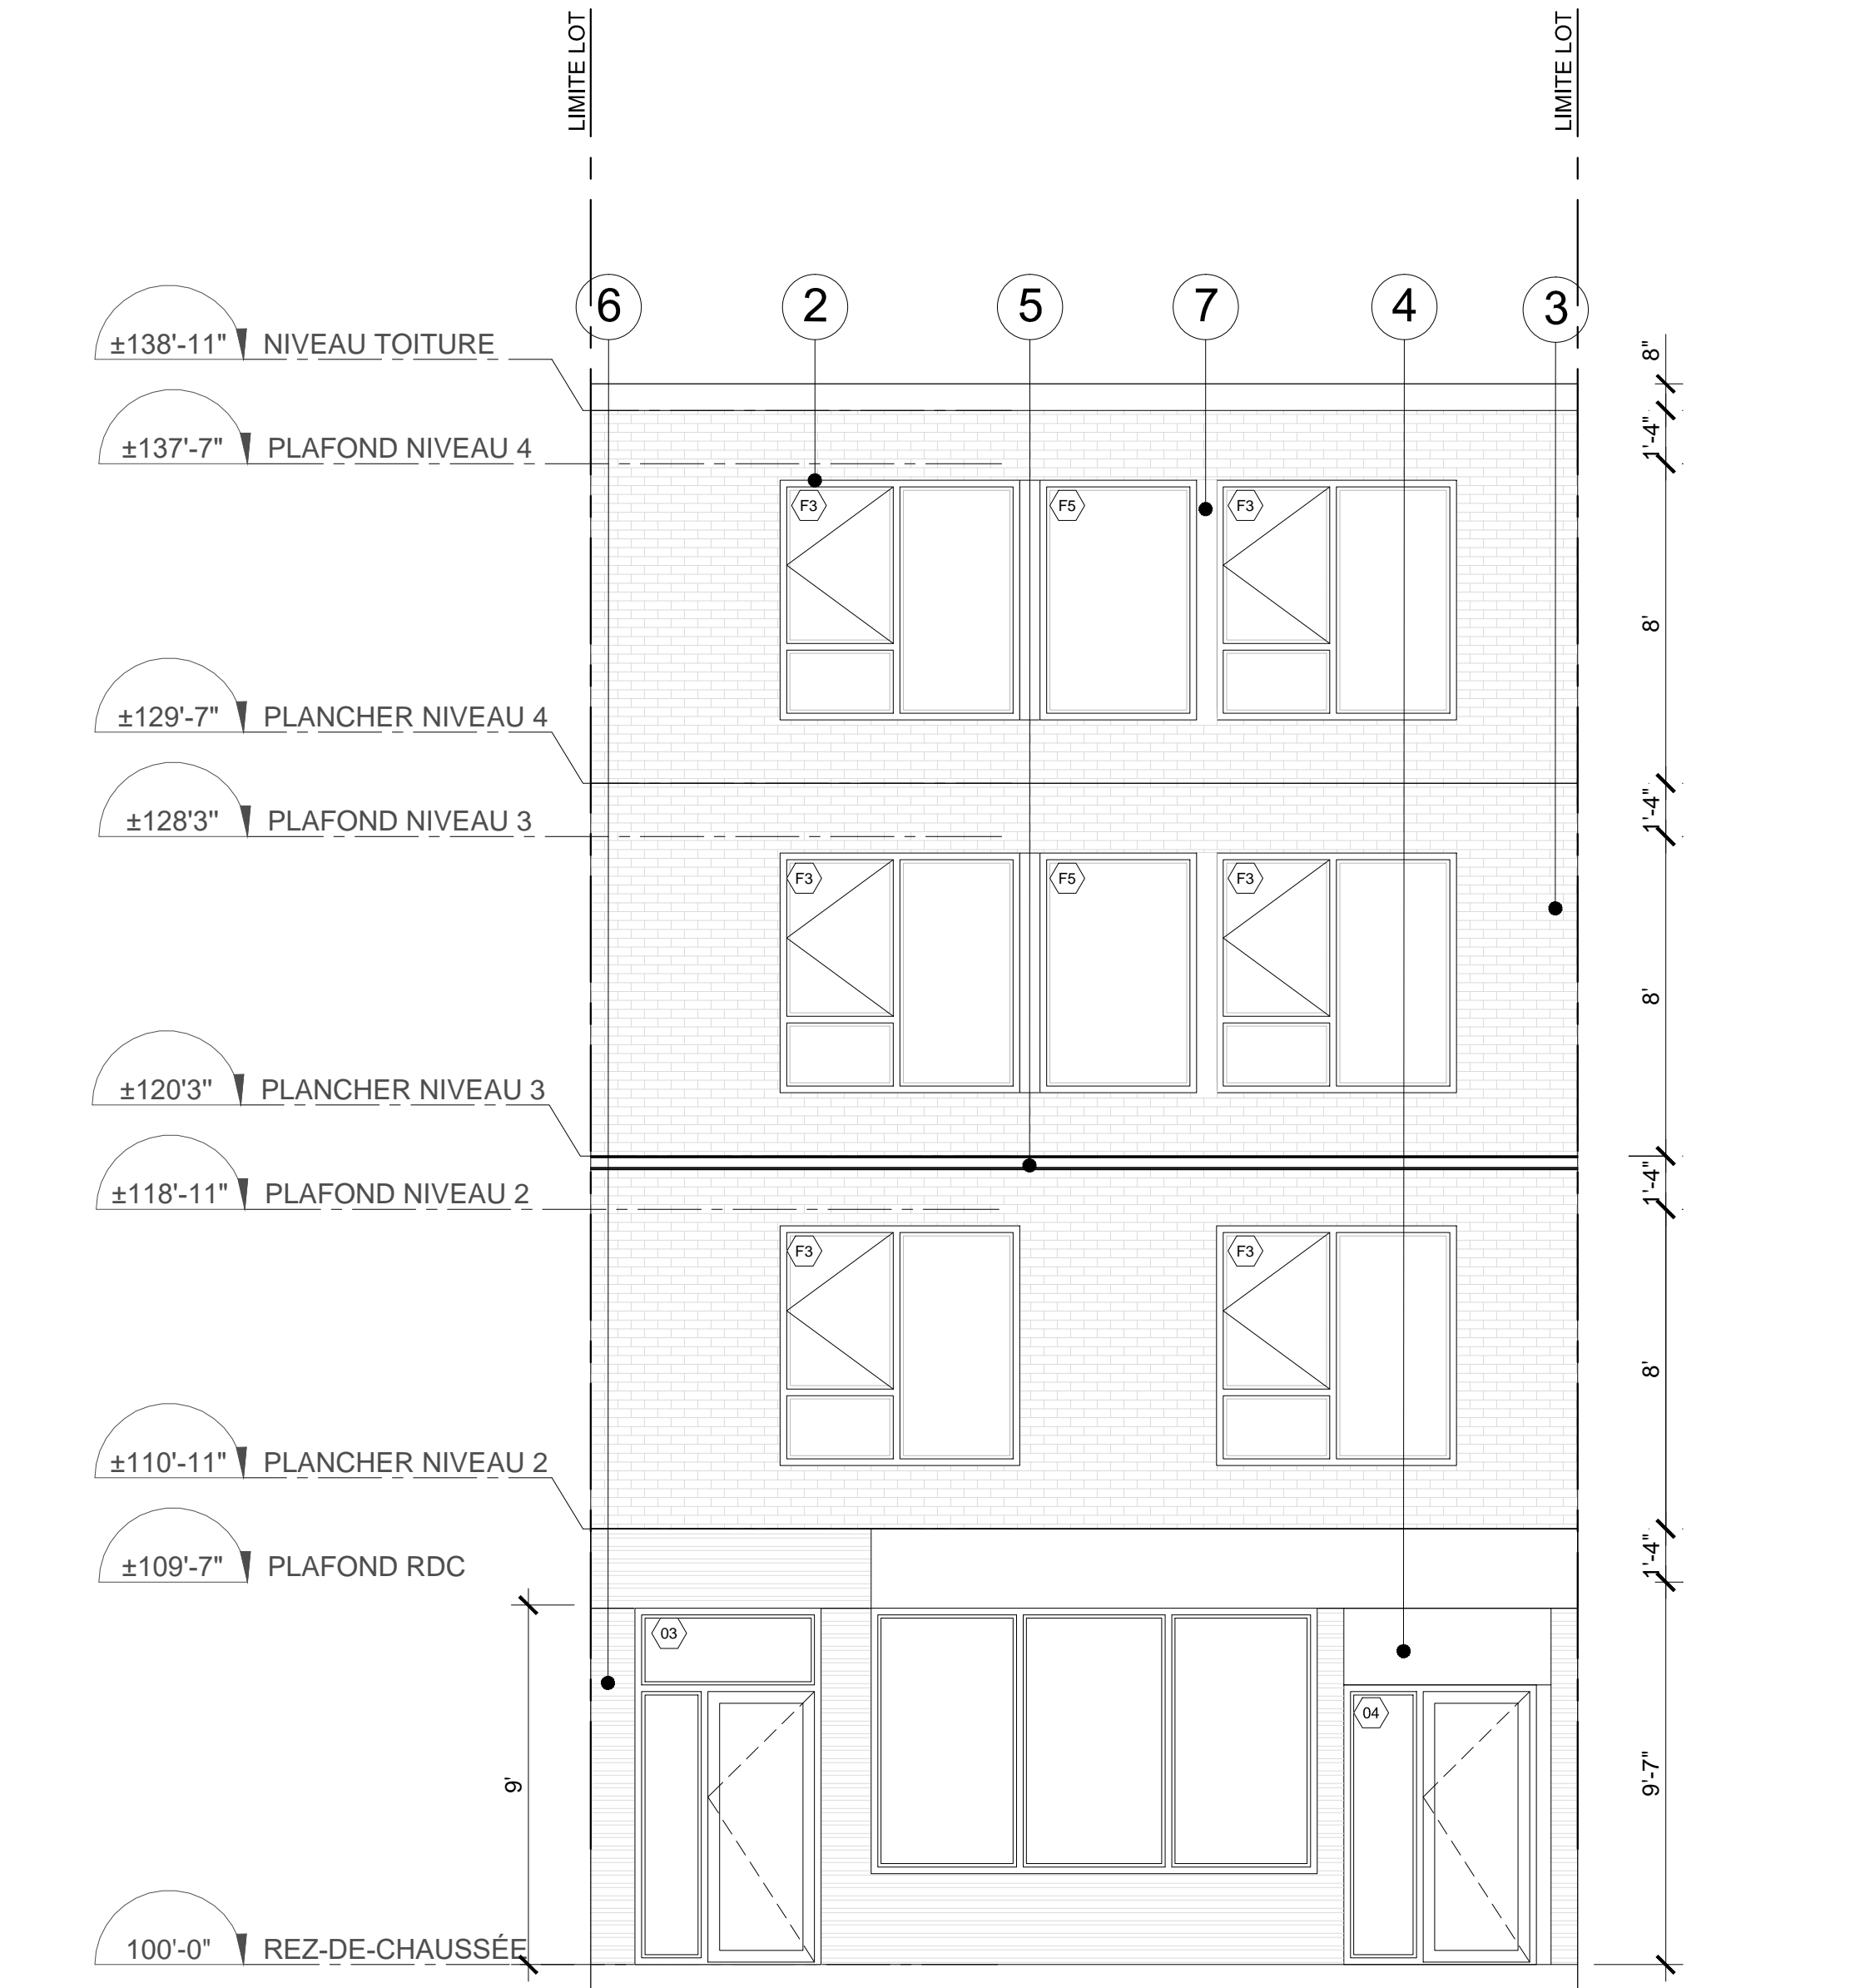 LIMITE LOT
LIMITE LOT
6
2
5
7
4
3
±138'-11" NIVEAU TOITURE
8"
±137'-7" PLAFOND NIVEAU 4
1'-4"
F3
F5
F3
8'
±129'-7" PLANCHER NIVEAU 4
±128'3" PLAFOND NIVEAU 3
1'-4"
F3
F5
F3
8'
±120'3" PLANCHER NIVEAU 3
±118'-11" PLAFOND NIVEAU 2
1'-4"
F3
F3
8'
±110'-11" PLANCHER NIVEAU 2
±109'-7" PLAFOND RDC
1'-4"
03
04
9'
9'-7"
100'-0" REZ-DE-CHAUSSÉE